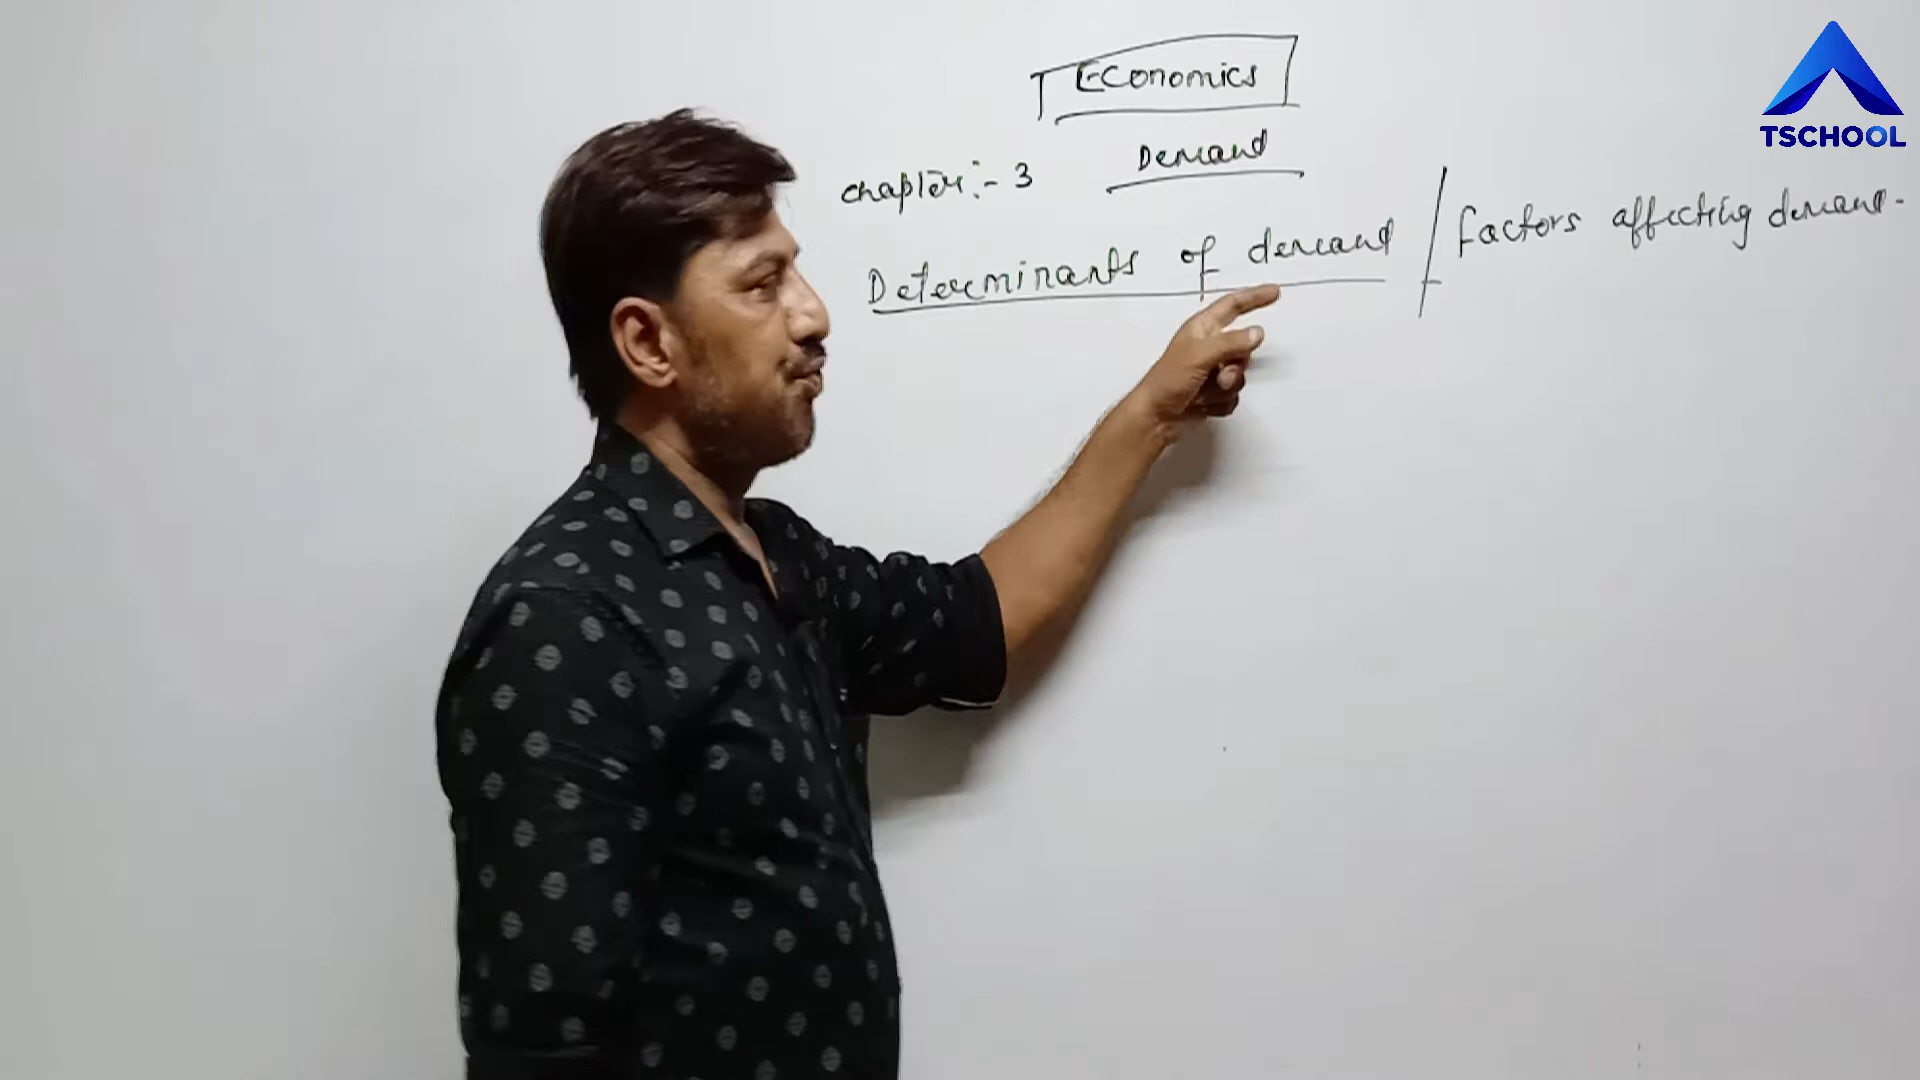 Economics
TSCHOOL
Demand
chapter:- 3
Determinants of demand / factors affecting demand.